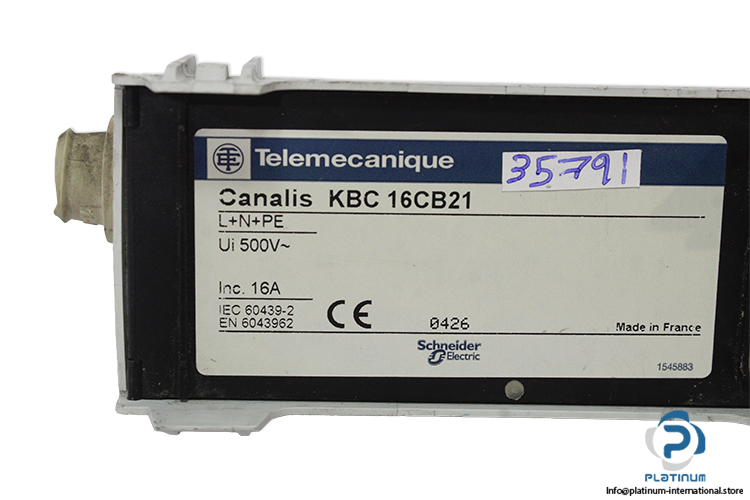 Telemecanique
35791
Canalis KBC 16CB21
L+N+PE
Ui 500V~
Inc. 16A
IEC 60439-2
EN 6043962
CE
0426
Made in France
Schneider
Electric
1545883
PLATINUM
Info@platinum-international.store